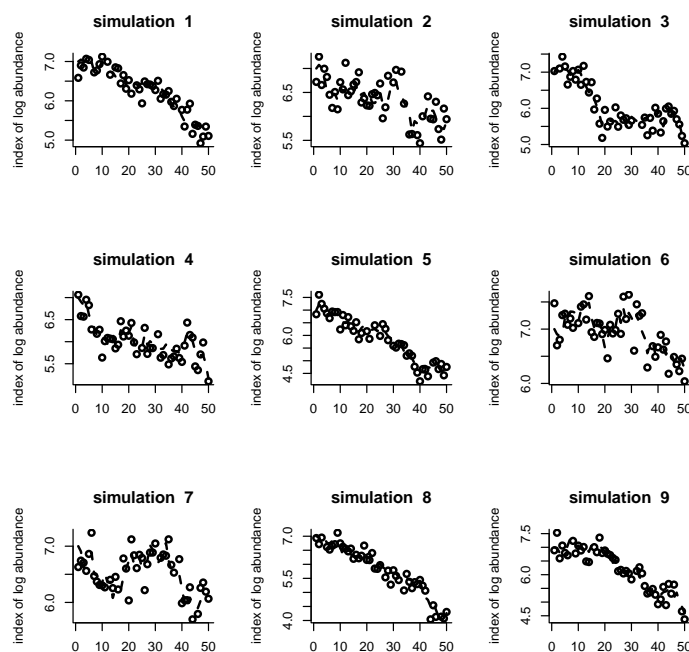 simulation 1
index of log abundance
7.0
6.0
5.0
0 10 20 30 40 50
simulation 2
index of log abundance
6.5
5.5
0 10 20 30 40 50
simulation 3
index of log abundance
7.0
6.0
5.0
0 10 20 30 40 50
simulation 4
index of log abundance
6.5
5.5
0 10 20 30 40 50
simulation 5
index of log abundance
7.5
6.0
4.5
0 10 20 30 40 50
simulation 6
index of log abundance
7.0
6.0
0 10 20 30 40 50
simulation 7
index of log abundance
7.0
6.0
0 10 20 30 40 50
simulation 8
index of log abundance
7.0
5.5
4.0
0 10 20 30 40 50
simulation 9
index of log abundance
7.0
6.0
5.0
0 10 20 30 40 50